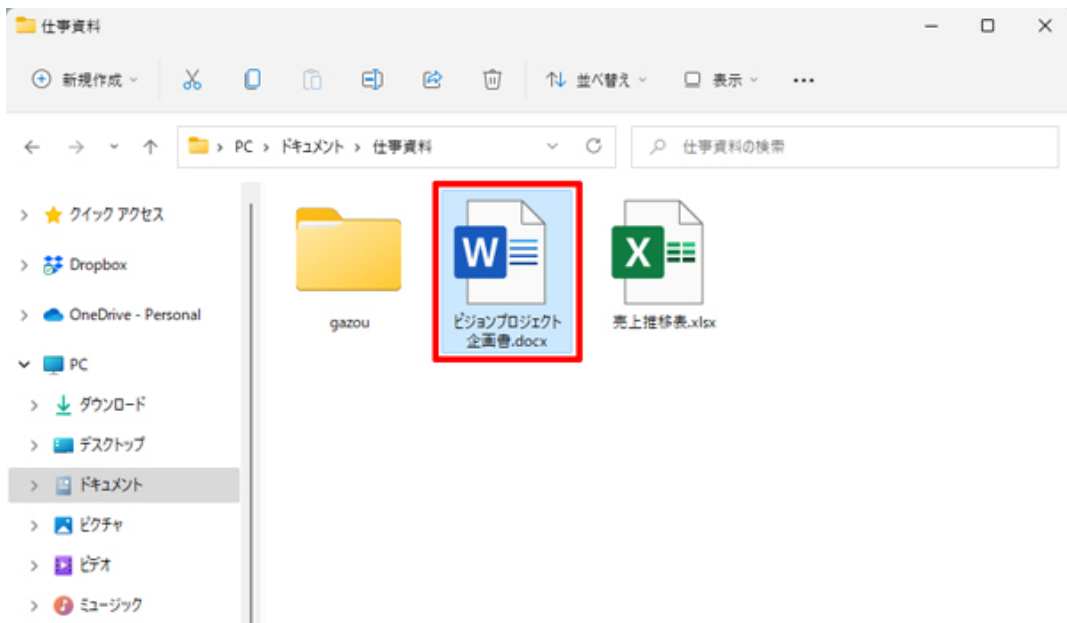 仕事資料
新規作成
並べ替え
表示
PC > ドキュメント > 仕事資料
仕事資料の検索
クイック アクセス
Dropbox
OneDrive - Personal
PC
ダウンロード
デスクトップ
ドキュメント
ピクチャ
ビデオ
ミュージック
gazou
W
ビジョンプロジェクト
企画書.docx
X
売上推移表.xlsx